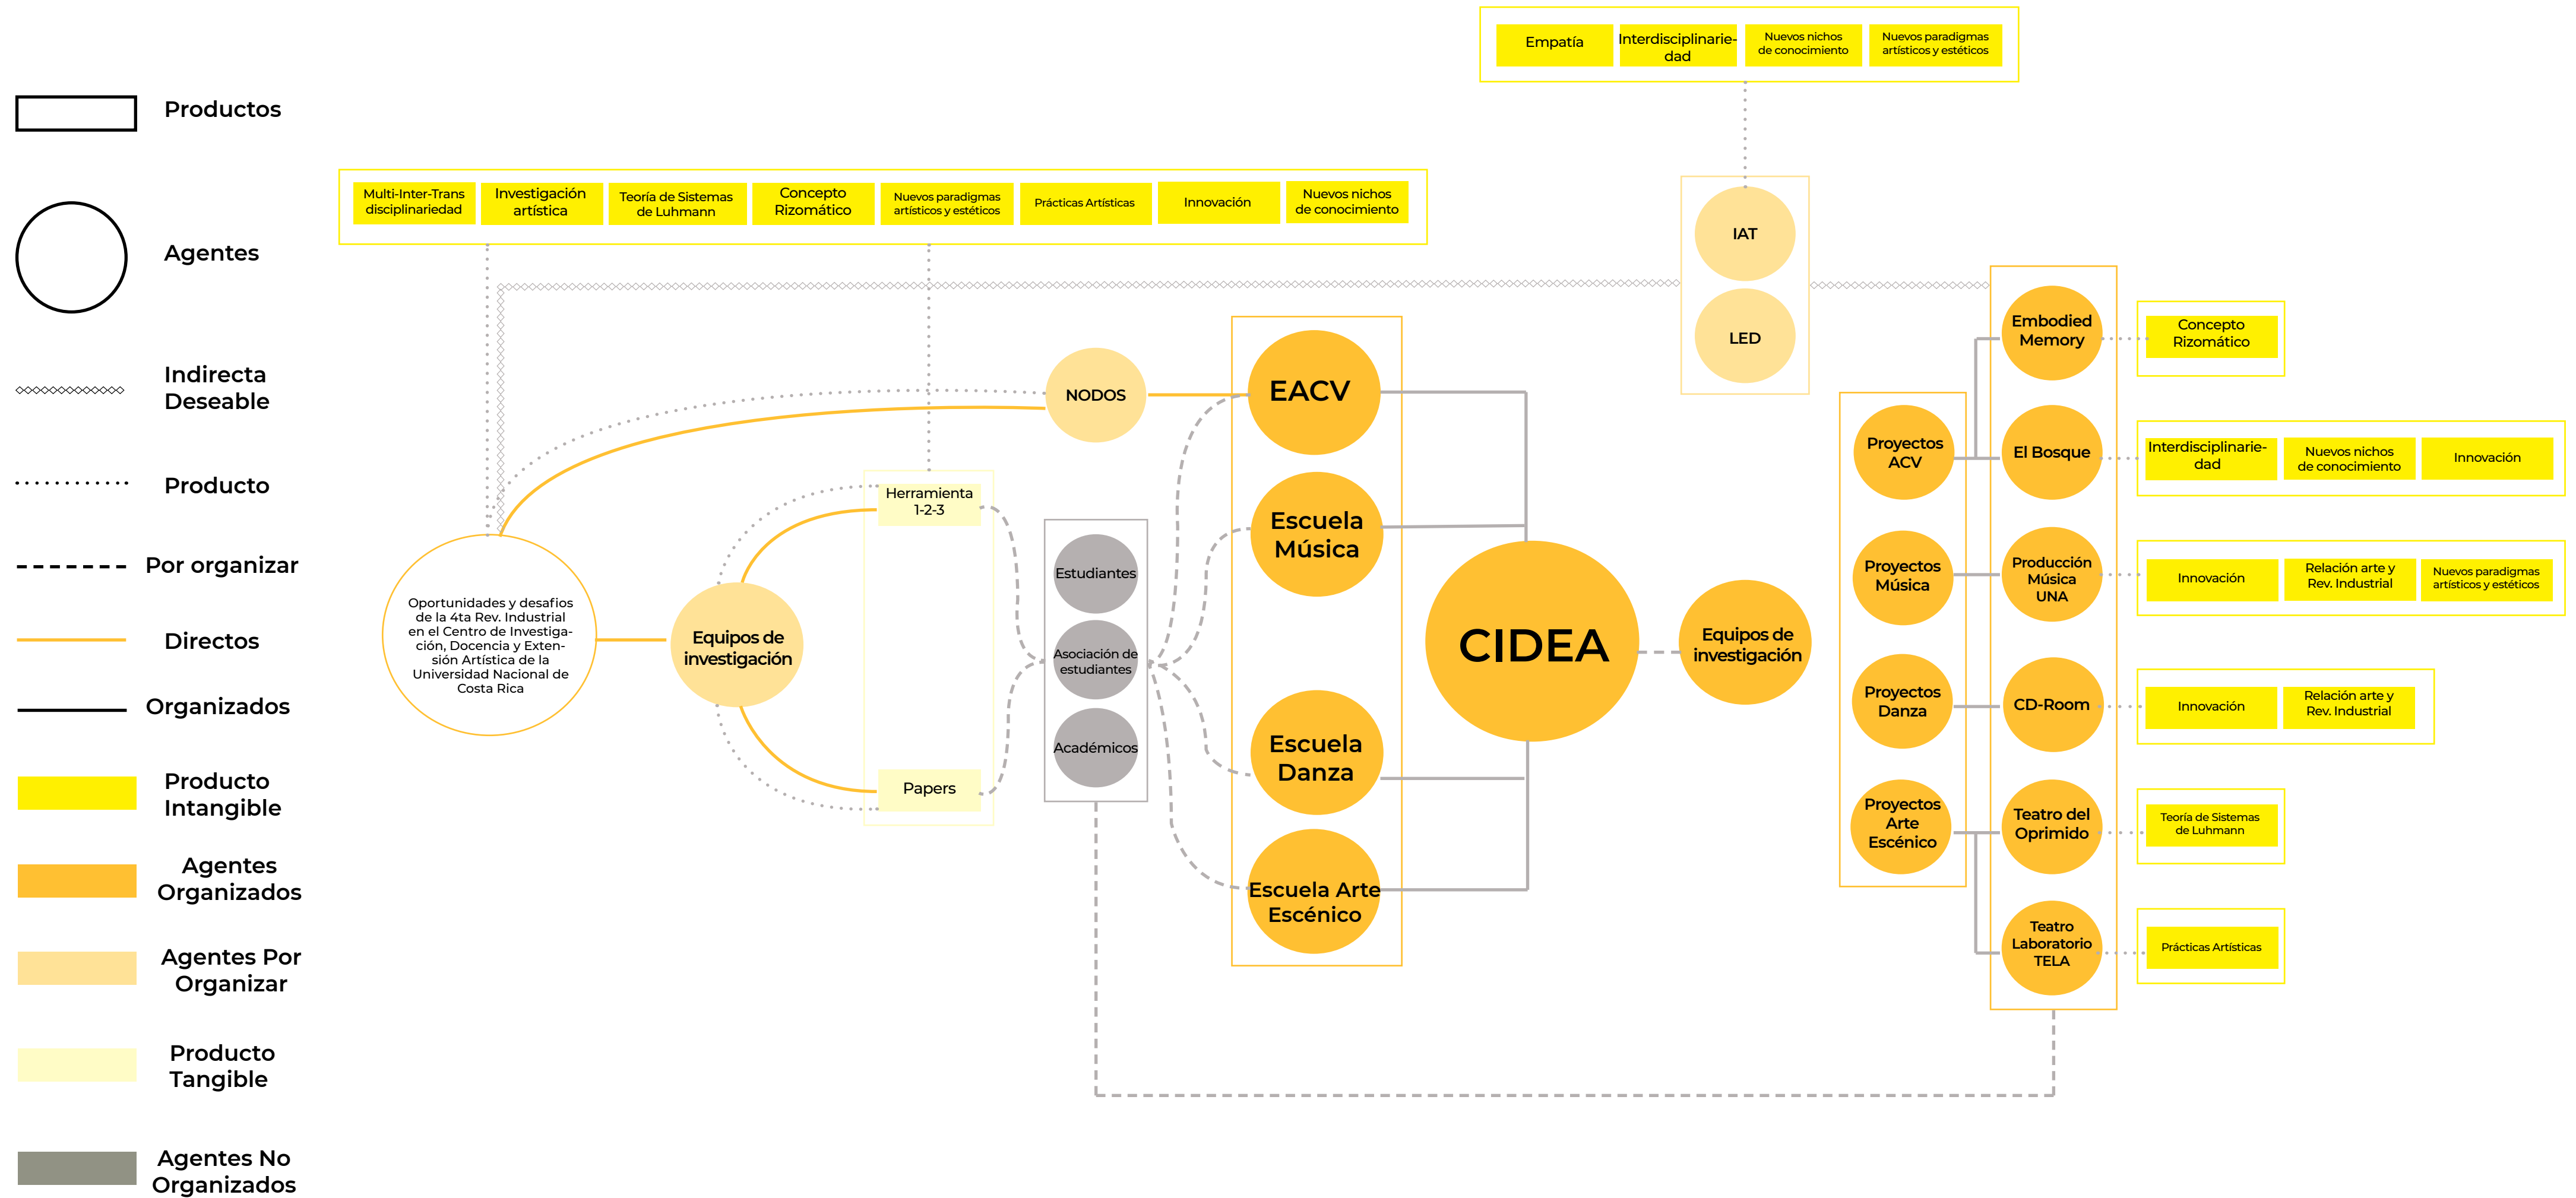 Productos
Agentes
Indirecta
Deseable
Producto
Por organizar
Directos
Organizados
Producto
Intangible
Agentes
Organizados
Agentes Por
Organizar
Producto
Tangible
Agentes No
Organizados
Multi-Inter-Trans
disciplinariedad
Investigación
artística
Teoría de Sistemas
de Luhmann
Concepto
Rizomático
Nuevos paradigmas
artísticos y estéticos
Prácticas Artísticas
Innovación
Nuevos nichos
de conocimiento
Empatía
Interdisciplinarie-
dad
Nuevos nichos
de conocimiento
Nuevos paradigmas
artísticos y estéticos
Oportunidades y desafios
de la 4ta Rev. Industrial
en el Centro de Investiga-
ción, Docencia y Exten-
sión Artística de la
Universidad Nacional de
Costa Rica
Equipos de
investigación
Herramienta
1-2-3
Papers
NODOS
Estudiantes
Asociación de
estudiantes
Académicos
EACV
Escuela
Música
Escuela
Danza
Escuela Arte
Escénico
CIDEA
Equipos de
investigación
IAT
LED
Proyectos
ACV
Proyectos
Música
Proyectos
Danza
Proyectos
Arte
Escénico
Embodied
Memory
El Bosque
Producción
Música
UNA
CD-Room
Teatro del
Oprimido
Teatro
Laboratorio
TELA
Concepto
Rizomático
Interdisciplinarie-
dad
Nuevos nichos
de conocimiento
Innovación
Innovación
Relación arte y
Rev. Industrial
Nuevos paradigmas
artísticos y estéticos
Innovación
Relación arte y
Rev. Industrial
Teoría de Sistemas
de Luhmann
Prácticas Artísticas